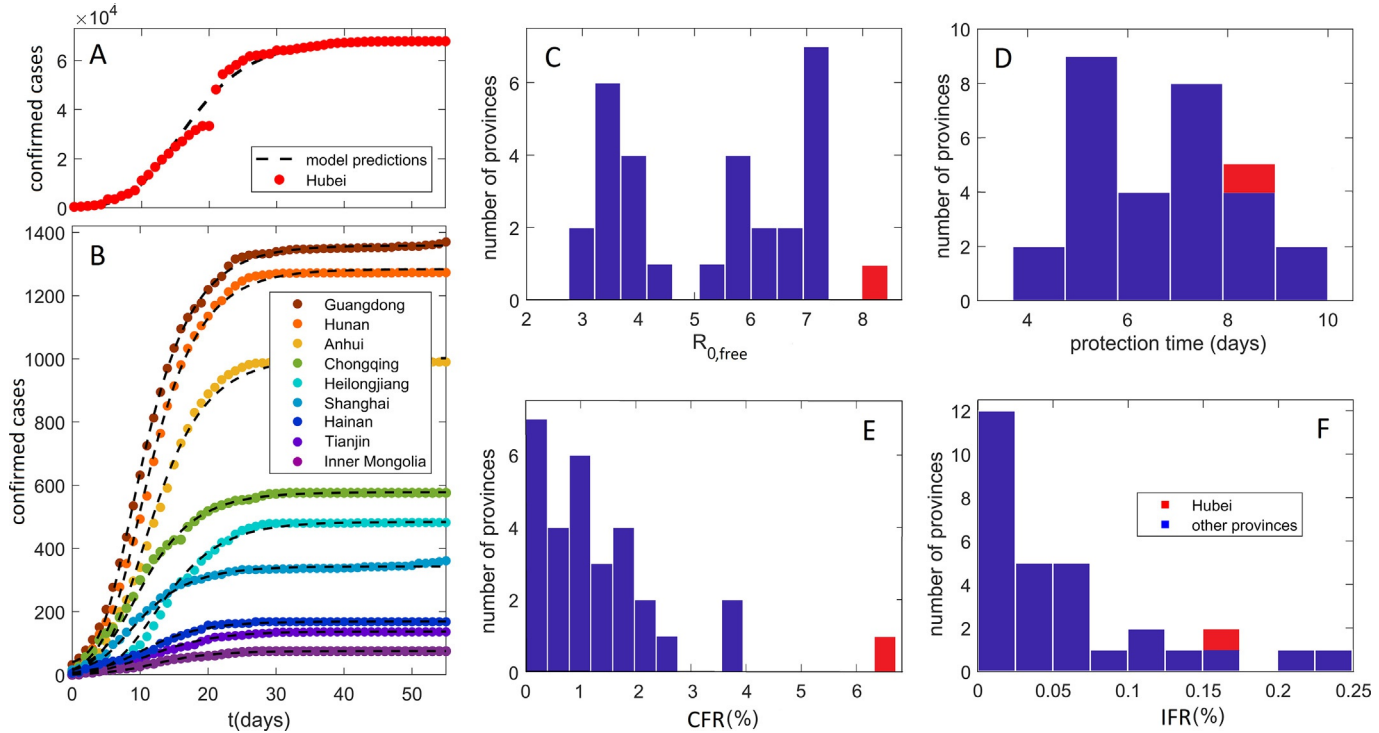 ×10⁴
A
6
4
2
0
confirmed cases
model predictions
Hubei
B
1400
1200
1000
800
600
400
200
0
confirmed cases
Guangdong
Hunan
Anhui
Chongqing
Heilongjiang
Shanghai
Hainan
Tianjin
Inner Mongolia
0 10 20 30 40 50
t(days)
C
6
4
2
0
number of provinces
2 3 4 5 6 7 8
R0,free
D
10
8
6
4
2
0
number of provinces
4 6 8 10
protection time (days)
E
6
4
2
0
number of provinces
0 1 2 3 4 5 6
CFR(%)
F
12
10
8
6
4
2
0
number of provinces
Hubei
other provinces
0 0.05 0.1 0.15 0.2 0.25
IFR(%)